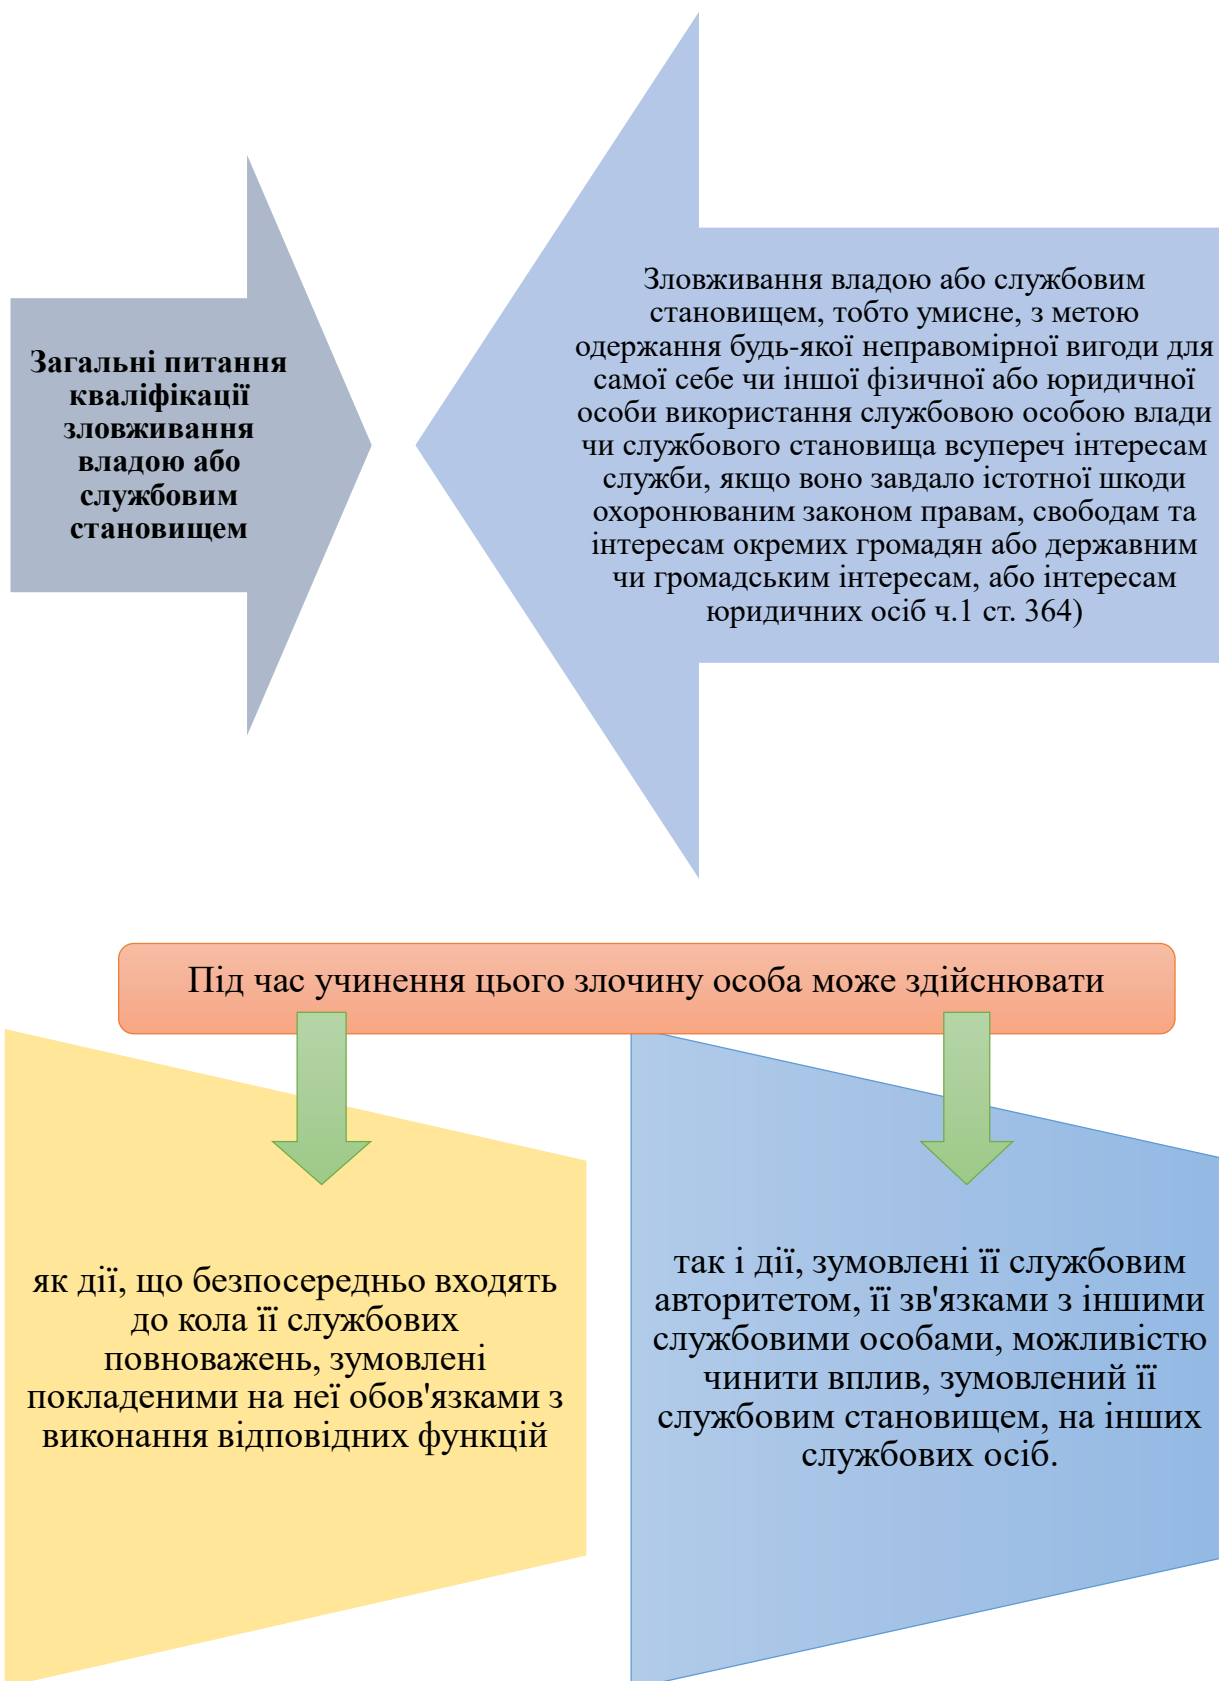 Загальні питання
кваліфікації
зловживання
владою або
службовим
становищем
Зловживання владою або службовим
становищем, тобто умисне, з метою
одержання будь-якої неправомірної вигоди для
самої себе чи іншої фізичної або юридичної
особи використання службовою особою влади
чи службового становища всупереч інтересам
служби, якщо воно завдало істотної шкоди
охоронюваним законом правам, свободам та
інтересам окремих громадян або державним
чи громадським інтересам, або інтересам
юридичних осіб ч.1 ст. 364)
Під час учинення цього злочину особа може здійснювати
як дії, що безпосередньо входять
до кола її службових
повноважень, зумовлені
покладеними на неї обов'язками з
виконання відповідних функцій
так і дії, зумовлені її службовим
авторитетом, її зв'язками з іншими
службовими особами, можливістю
чинити вплив, зумовлений її
службовим становищем, на інших
службових осіб.